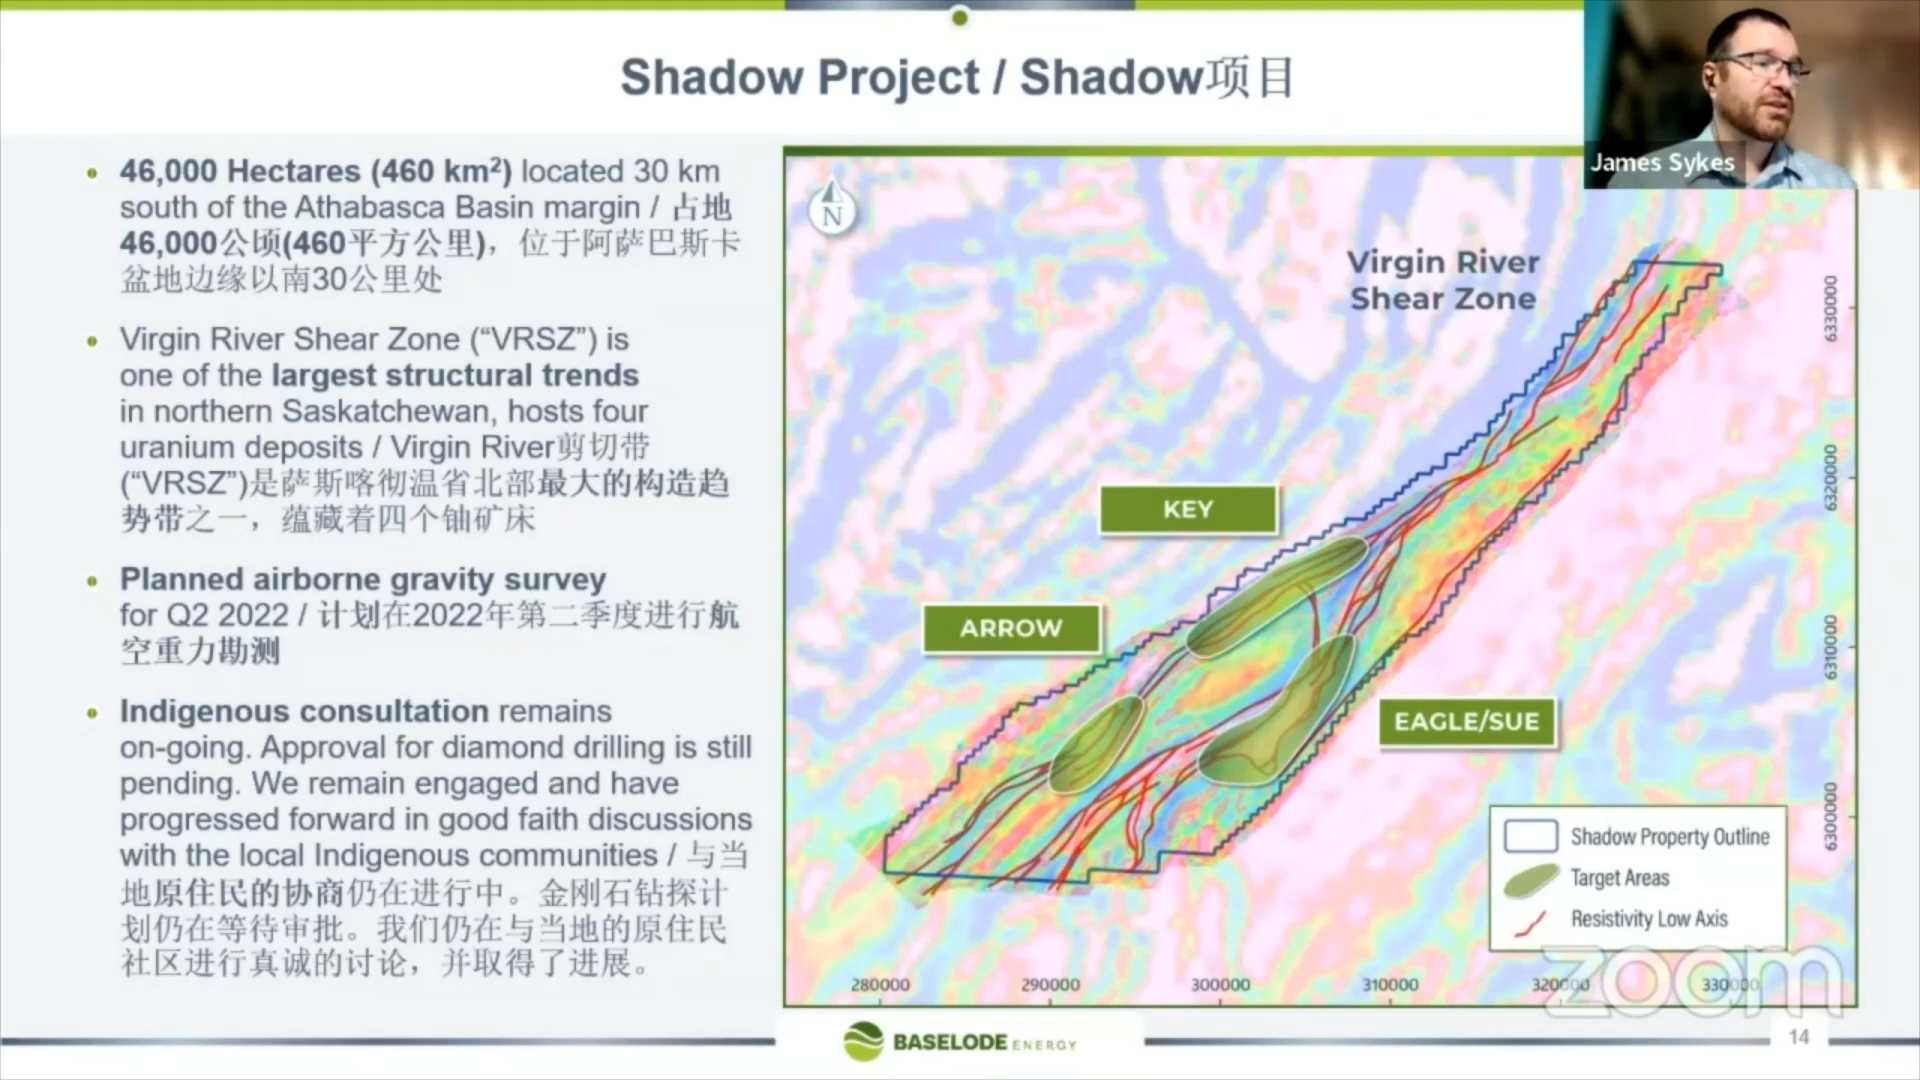 Shadow Project / Shadow项目
James Sykes
46,000 Hectares (460 km²) located 30 km
south of the Athabasca Basin margin / 占地
46,000公顷(460平方公里)，位于阿萨巴斯卡
盆地边缘以南30公里处
Virgin River Shear Zone (“VRSZ”) is
one of the largest structural trends
in northern Saskatchewan, hosts four
uranium deposits / Virgin River剪切带
(“VRSZ”)是萨斯喀彻温省北部最大的构造趋
势带之一，蕴藏着四个铀矿床
Planned airborne gravity survey
for Q2 2022 / 计划在2022年第二季度进行航
空重力勘测
Indigenous consultation remains
on-going. Approval for diamond drilling is still
pending. We remain engaged and have
progressed forward in good faith discussions
with the local Indigenous communities / 与当
地原住民的协商仍在进行中。金刚石钻探计
划仍在等待审批。我们仍在与当地的原住民
社区进行真诚的讨论，并取得了进展。
N
Virgin River
Shear Zone
KEY
ARROW
EAGLE/SUE
6330000
6320000
6310000
6300000
Shadow Property Outline
Target Areas
Resistivity Low Axis
280000
290000
300000
310000
320000
330000
zoom
BASELODE ENERGY
14